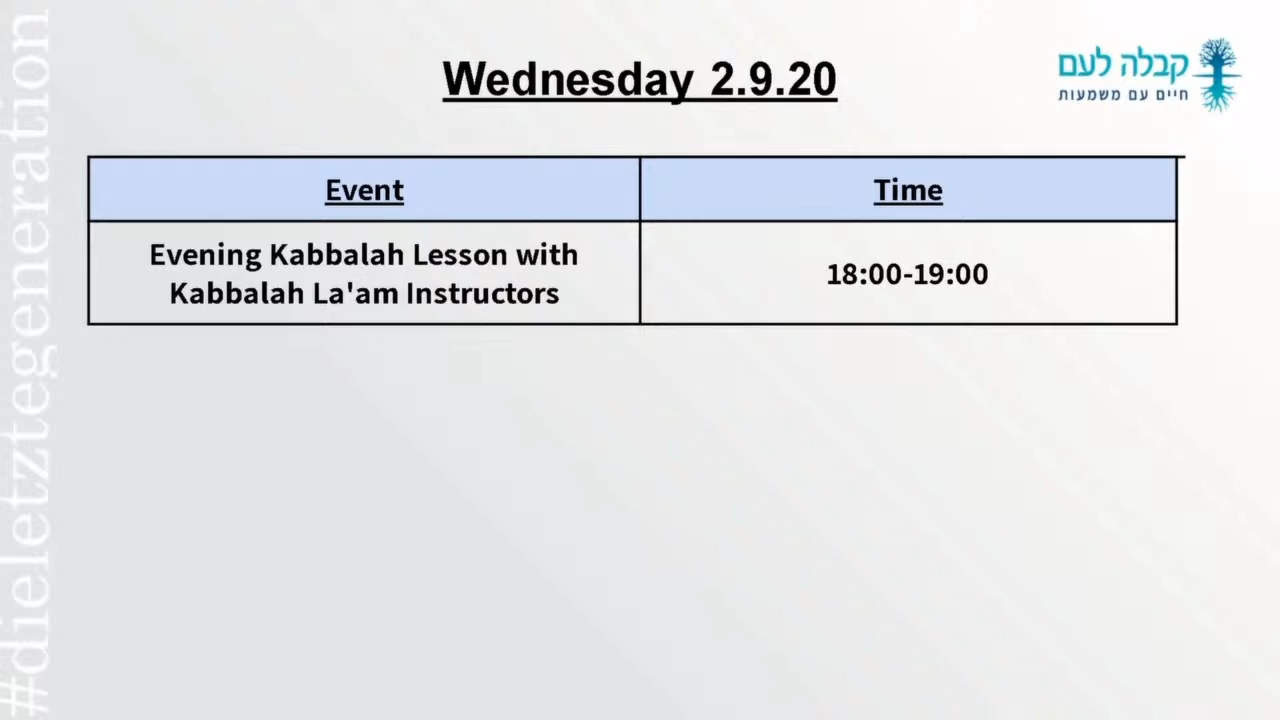 #dieletztegeneration
Wednesday 2.9.20
קבלה לעם
חיים עם משמעות
Event
Time
Evening Kabbalah Lesson with
Kabbalah La'am Instructors
18:00-19:00